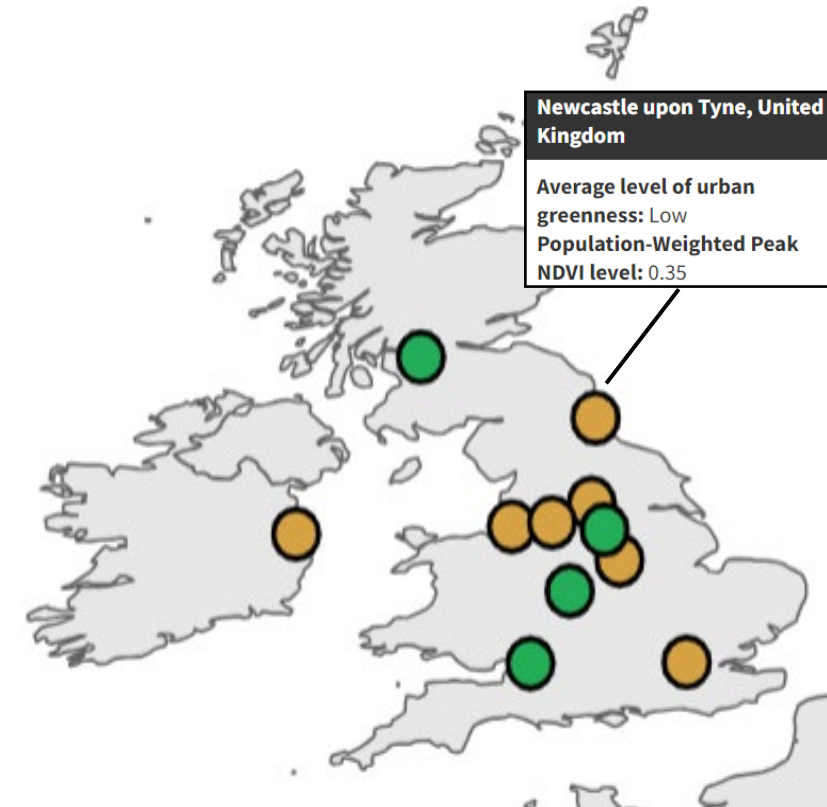 Newcastle upon Tyne, United
Kingdom
Average level of urban
greenness: Low
Population-Weighted Peak
NDVI level: 0.35